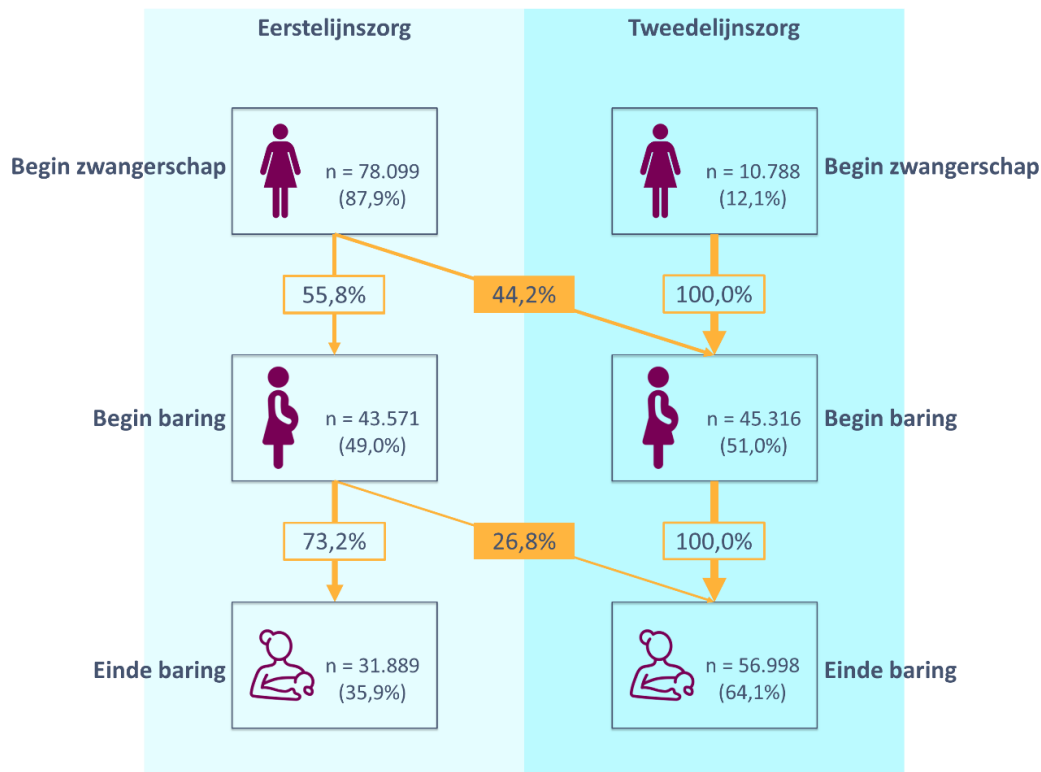 Eerstelijnszorg
Tweedelijnszorg
Begin zwangerschap
n = 78.099
(87,9%)
n = 10.788
(12,1%)
Begin zwangerschap
55,8%
44,2%
100,0%
Begin baring
n = 43.571
(49,0%)
n = 45.316
(51,0%)
Begin baring
73,2%
26,8%
100,0%
Einde baring
n = 31.889
(35,9%)
n = 56.998
(64,1%)
Einde baring